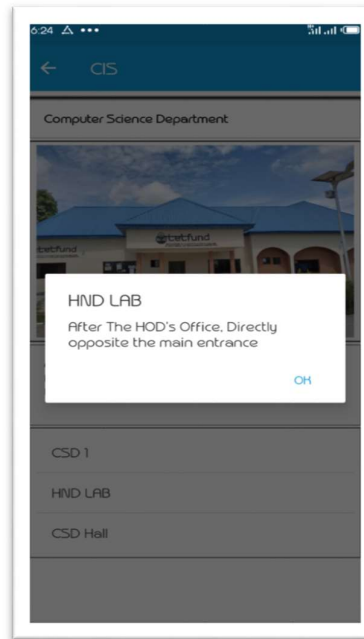 6:24
CIS
Computer Science Department
tetfund
tetfund
HND LAB
After The HOD's Office, Directly
opposite the main entrance
OK
CSD 1
HND LAB
CSD Hall